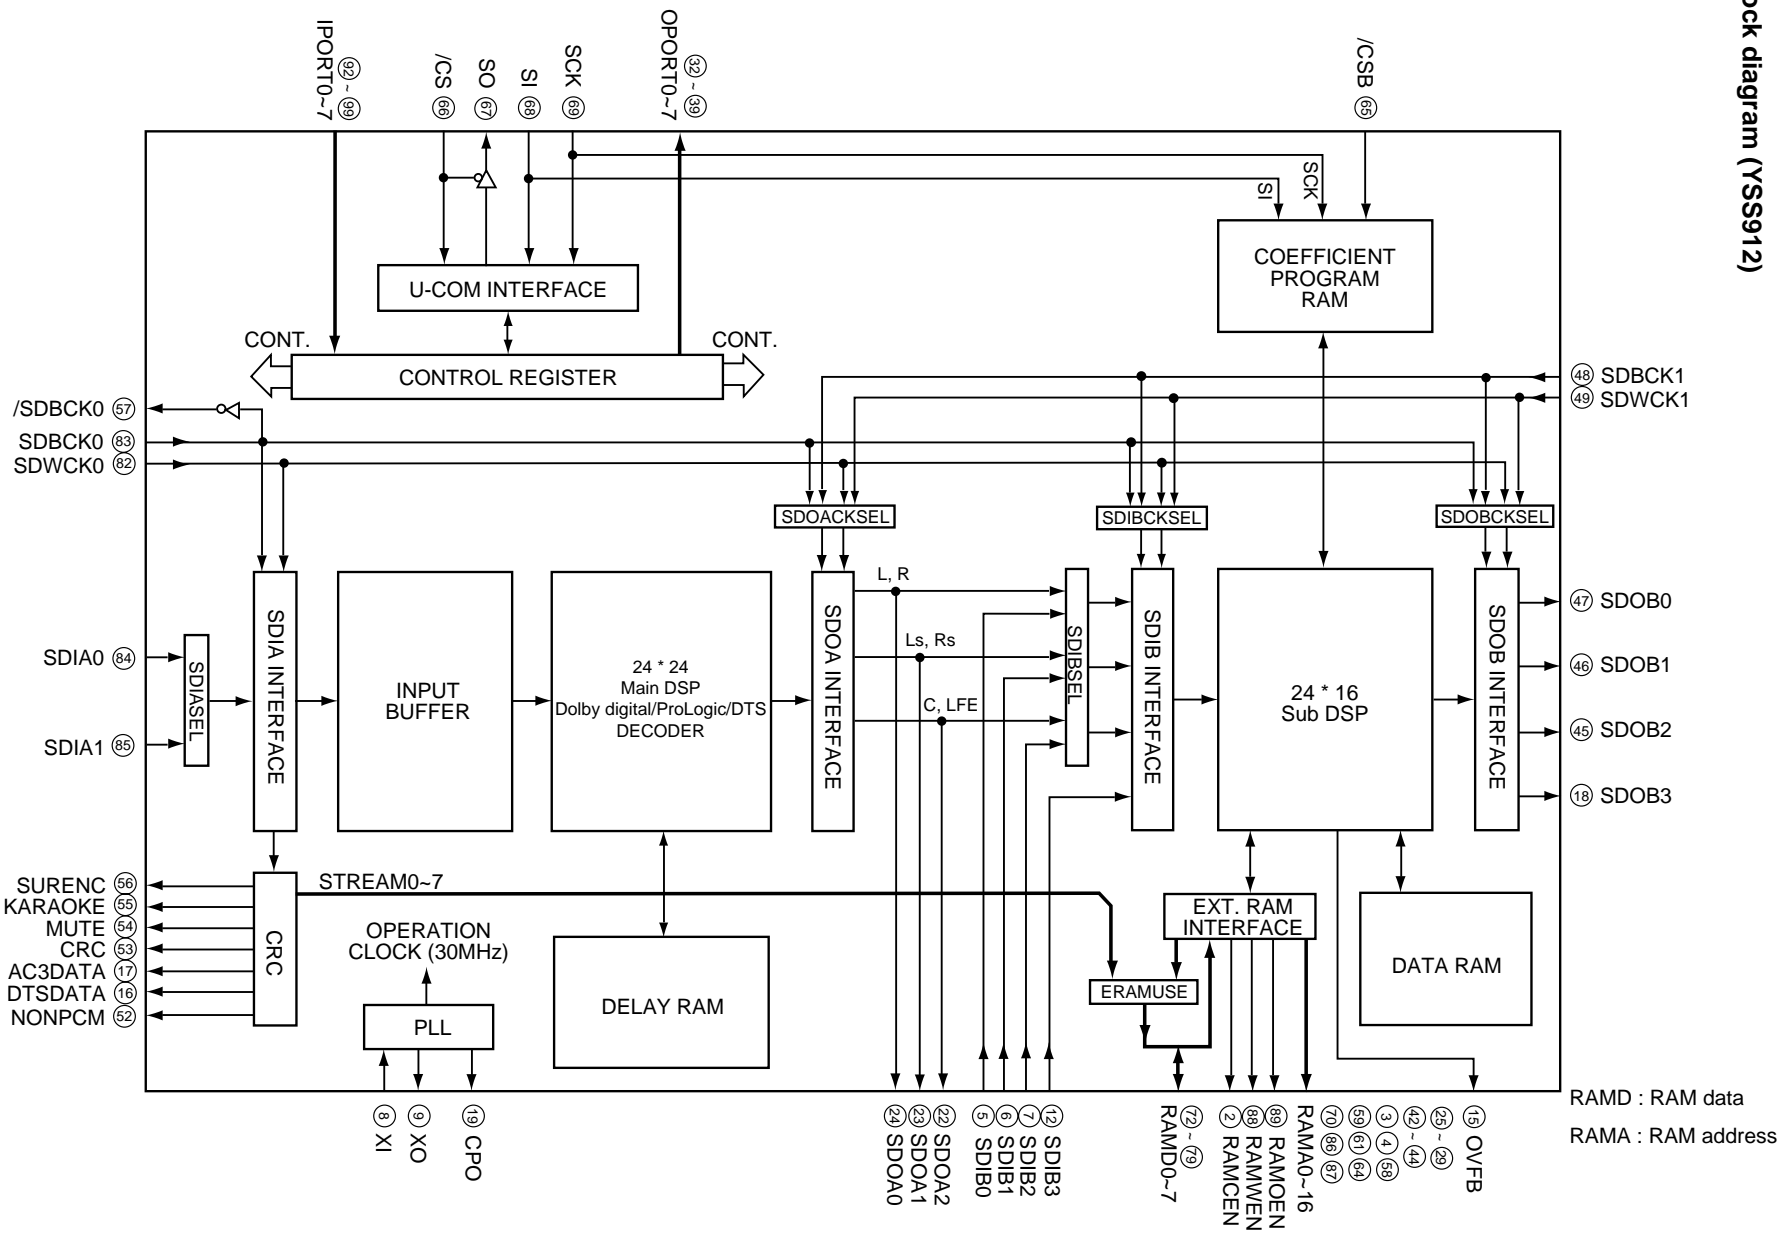 ock diagram (YSS912)
IPORT0~7 92 ~ 99
/CS 66
SO 67
SI 68
SCK 69
OPORT0~7 32 ~ 39
/CSB 65
SI
SCK
COEFFICIENT
PROGRAM
RAM
U-COM INTERFACE
CONT.
CONTROL REGISTER
CONT.
48 SDBCK1
49 SDWCK1
/SDBCK0 57
SDBCK0 83
SDWCK0 82
SDOACKSEL
SDIBCKSEL
SDOBCKSEL
SDIA0 84
SDIA1 85
SDIASEL
SDIA INTERFACE
INPUT
BUFFER
24 * 24
Main DSP
Dolby digital/ProLogic/DTS
DECODER
SDOA INTERFACE
L, R
Ls, Rs
C, LFE
SDIBSEL
SDIB INTERFACE
24 * 16
Sub DSP
SDOB INTERFACE
47 SDOB0
46 SDOB1
45 SDOB2
18 SDOB3
SURENC 56
KARAOKE 55
MUTE 54
CRC 53
AC3DATA 17
DTSDATA 16
NONPCM 52
CRC
STREAM0~7
OPERATION
CLOCK (30MHz)
PLL
DELAY RAM
EXT. RAM
INTERFACE
ERAMUSE
DATA RAM
8 XI
9 XO
19 CPO
24 SDOA0
23 SDOA1
22 SDOA2
5 SDIB0
6 SDIB1
7 SDIB2
12 SDIB3
RAMD0~7 72 ~ 79
2 RAMCEN
88 RAMWEN
89 RAMOEN
RAMA0~16
70 86 87
59 61 64
3 4 58
42 ~ 44
25 ~ 29
15 OVFB
RAMD : RAM data
RAMA : RAM address